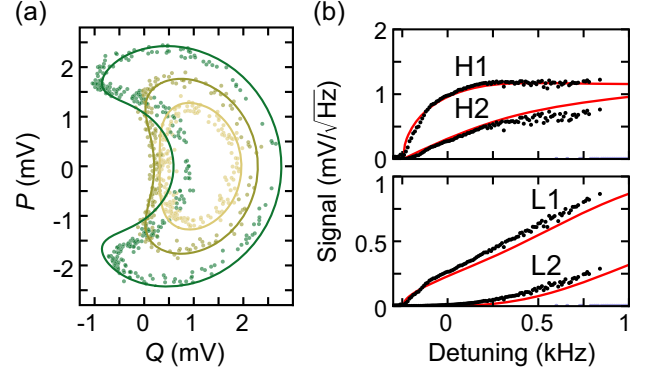 (a)
P (mV)
2
1
0
-1
-2
-1
0
1
2
Q (mV)
(b)
Signal (mV/√Hz)
2
1
0
H1
H2
1
0.5
0
L1
L2
0
0.5
1
Detuning (kHz)